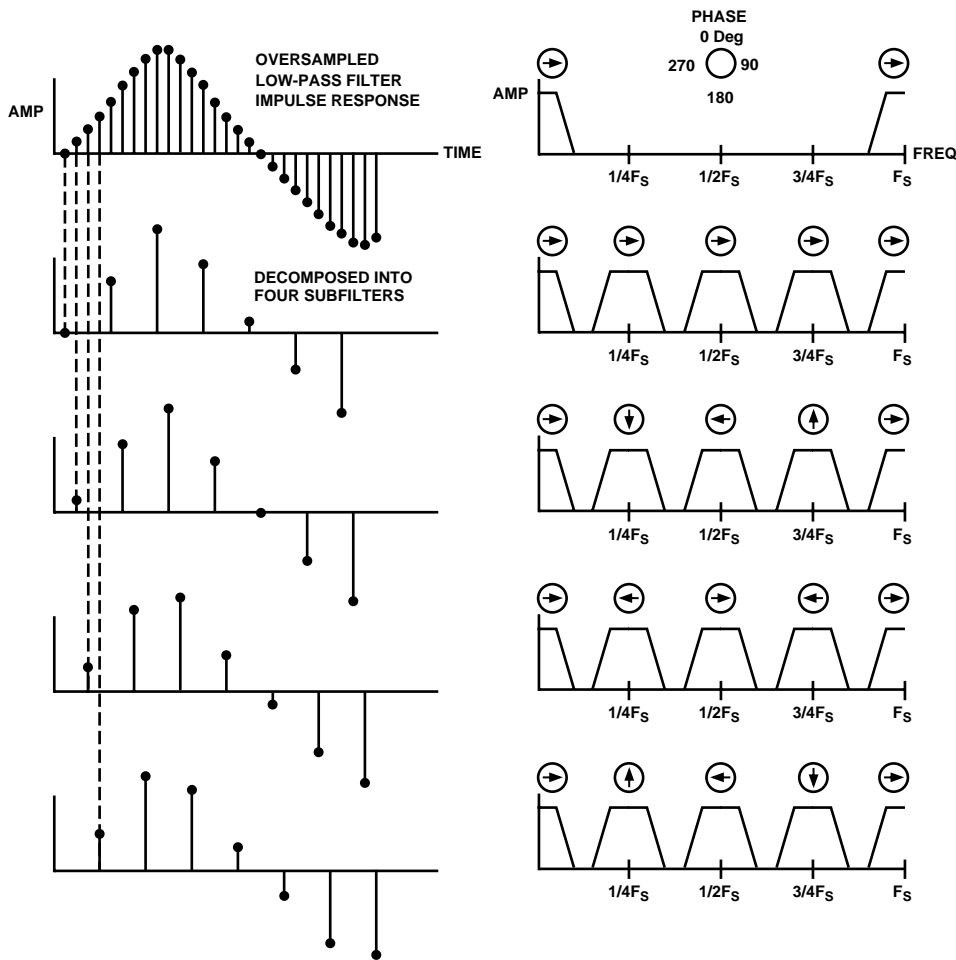 OVERSAMPLED
LOW-PASS FILTER
IMPULSE RESPONSE
AMP
TIME
PHASE
0 Deg
270 90
180
AMP
FREQ
1/4FS 1/2FS 3/4FS FS
DECOMPOSED INTO
FOUR SUBFILTERS
1/4FS 1/2FS 3/4FS FS
1/4FS 1/2FS 3/4FS FS
1/4FS 1/2FS 3/4FS FS
1/4FS 1/2FS 3/4FS FS